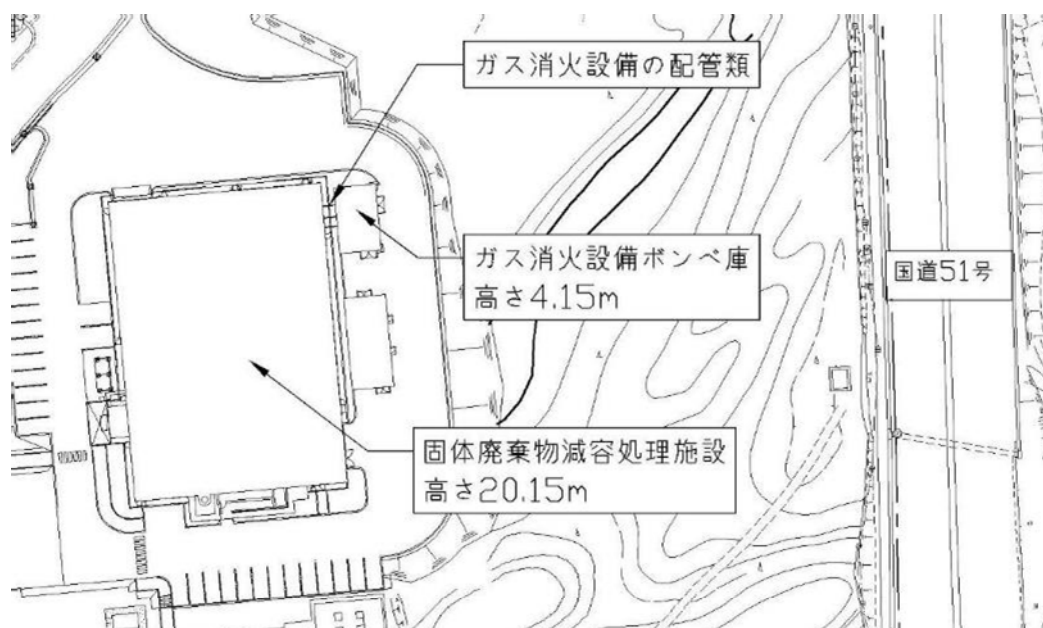 ガス消火設備の配管類
ガス消火設備ボンベ庫
高さ4.15m
国道51号
固体廃棄物減容処理施設
高さ20.15m